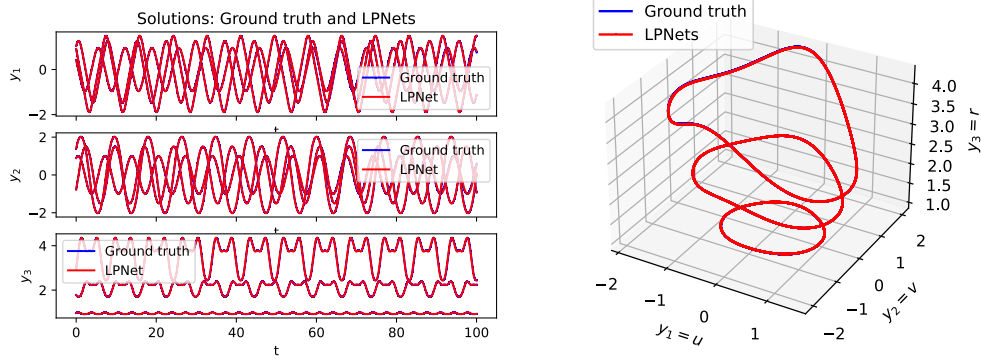 Solutions: Ground truth and LPNets
y₁
0
−2
Ground truth
LPNet
t
y₂
2
0
−2
Ground truth
LPNet
t
y₃
4
2
Ground truth
LPNet
0
20
40
60
80
100
t
Ground truth
LPNets
−2
−1
0
1
y₁ = u
−2
−1
0
1
2
y₂ = v
1.0
1.5
2.0
2.5
3.0
3.5
4.0
y₃ = r